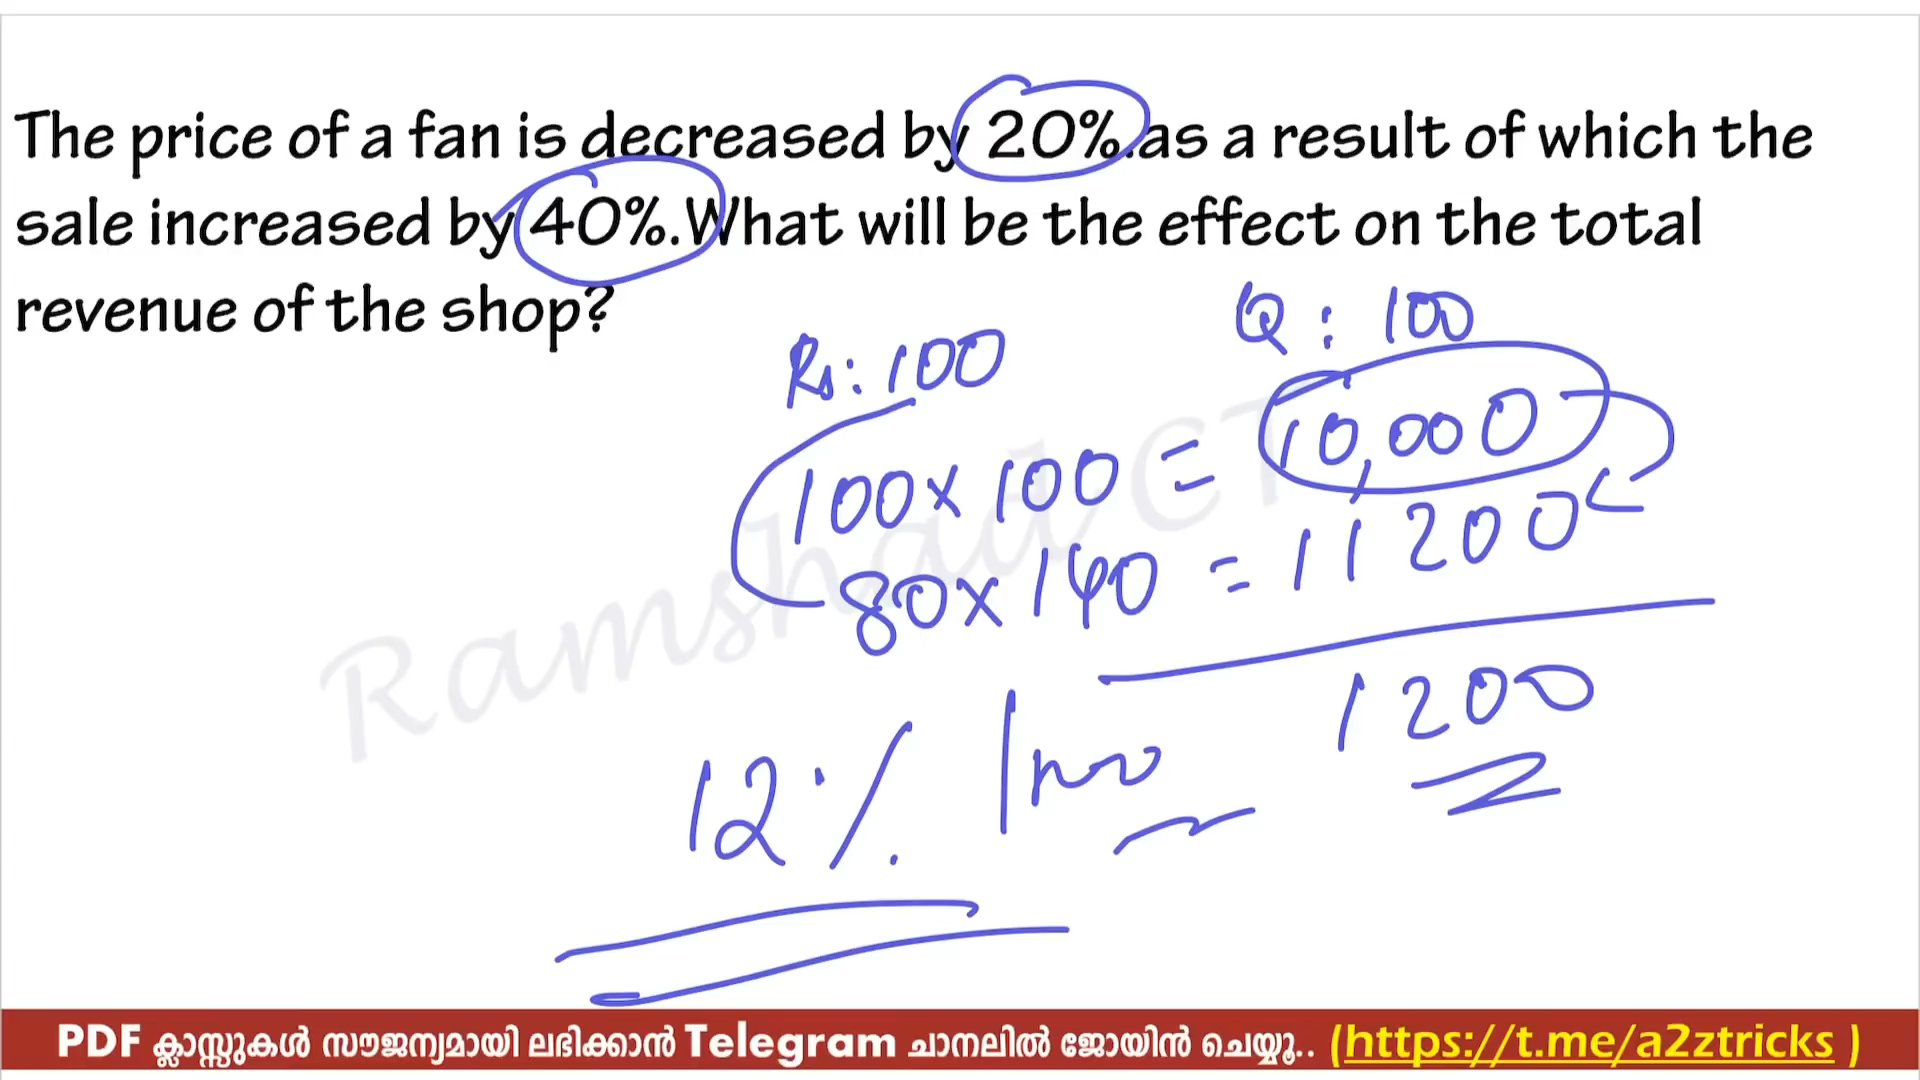 The price of a fan is decreased by 20%.as a result of which the
sale increased by 40%.What will be the effect on the total
revenue of the shop?
Rs: 100 Q : 100
100 x 100 = 10,000
80 x 140 = 11200
1200
12%
Ramshad CT
PDF ക്ലാസ്സുകൾ സൗജന്യമായി ലഭിക്കാൻ Telegram ചാനലിൽ ജോയിൻ ചെയ്യൂ.. (https://t.me/a2ztricks )